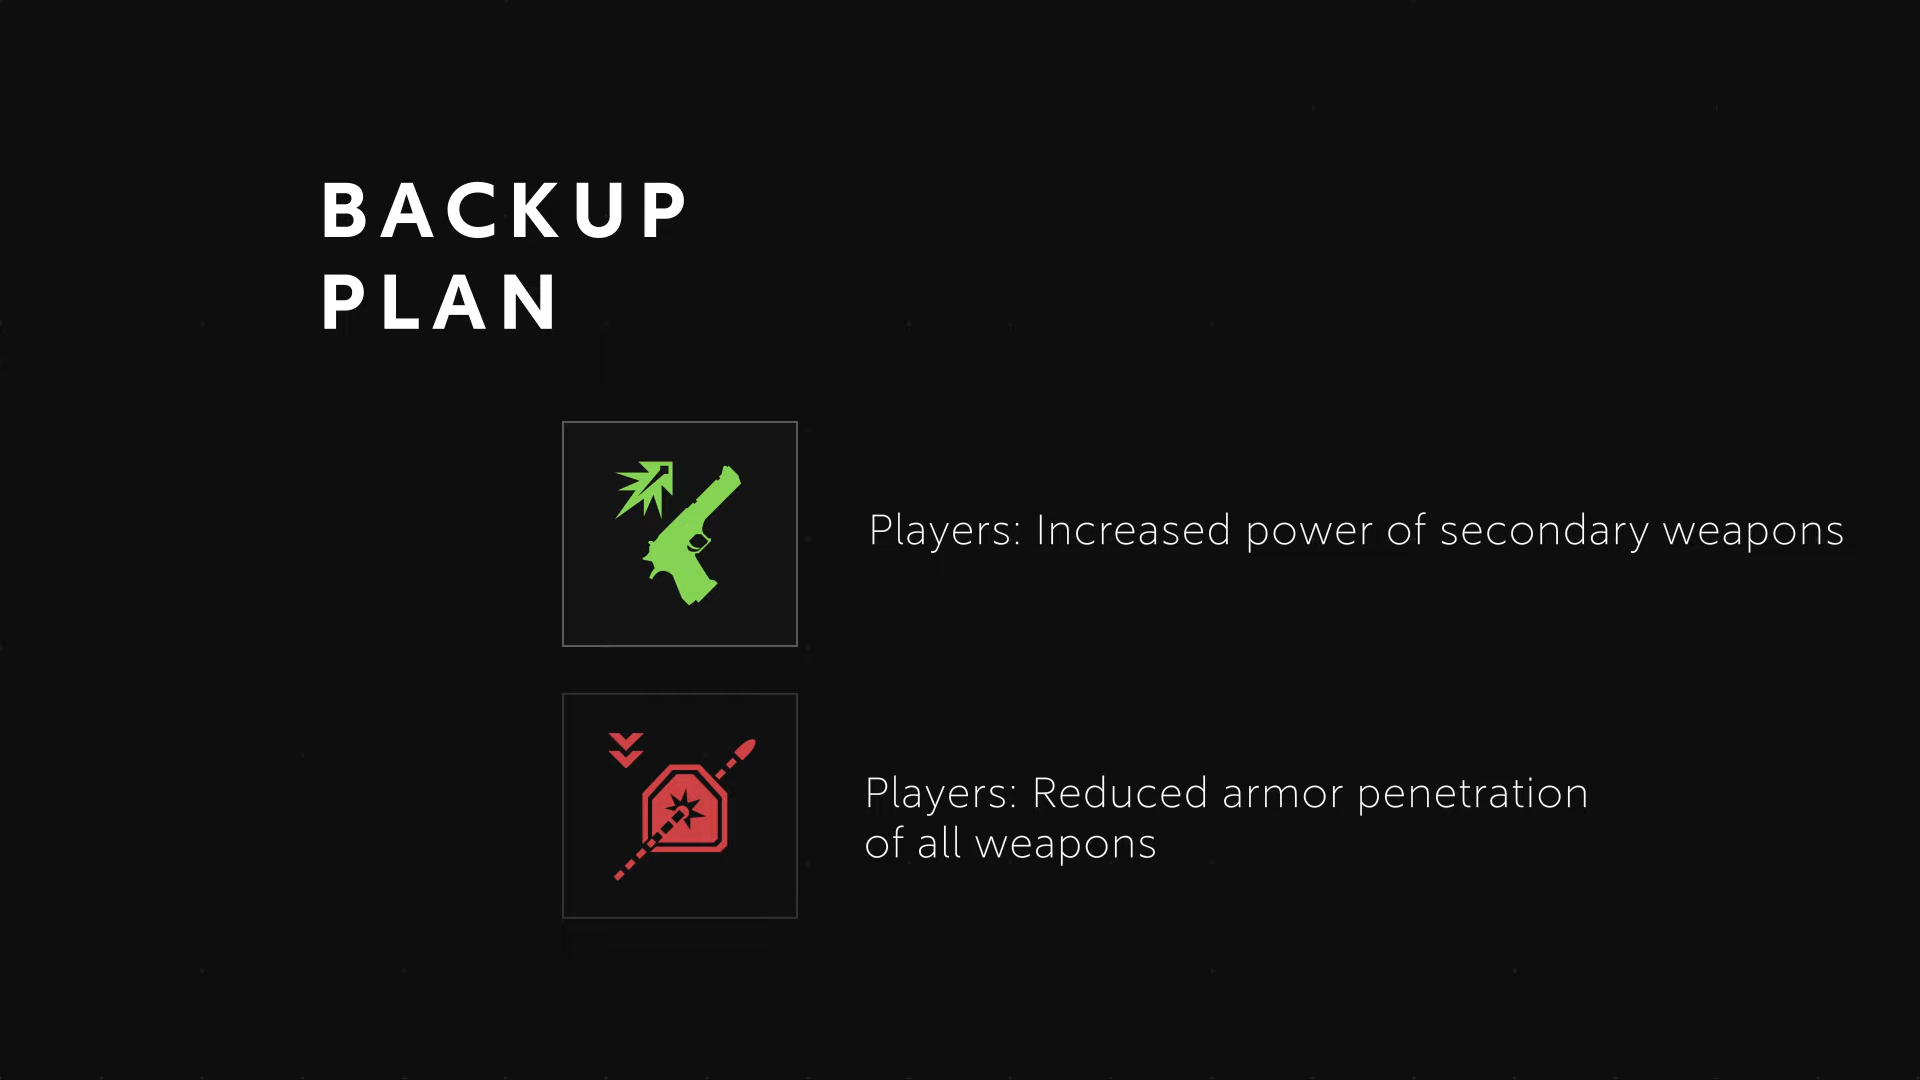 BACKUP
PLAN
Players: Increased power of secondary weapons
Players: Reduced armor penetration
of all weapons